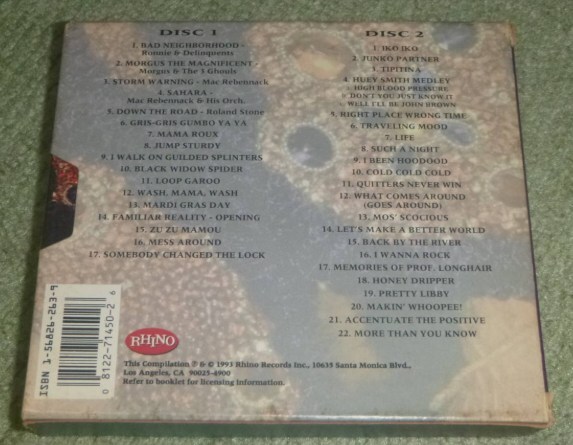 DISC 1
1. BAD NEIGHBORHOOD -
Ronnie & Delinquents
2. MORGUS THE MAGNIFICENT -
Morgus & The 3 Ghouls
3. STORM WARNING - Mac Rebennack
4. SAHARA -
Mac Rebennack & His Orch.
5. DOWN THE ROAD - Roland Stone
6. GRIS-GRIS GUMBO YA YA
7. MAMA ROUX
8. JUMP STURDY
9. I WALK ON GUILDED SPLINTERS
10. BLACK WIDOW SPIDER
11. LOOP GAROO
12. WASH, MAMA, WASH
13. MARDI GRAS DAY
14. FAMILIAR REALITY - OPENING
15. ZU ZU MAMOU
16. MESS AROUND
17. SOMEBODY CHANGED THE LOCK
DISC 2
1. IKO IKO
2. JUNKO PARTNER
3. TIPITINA
4. HUEY SMITH MEDLEY
- HIGH BLOOD PRESSURE
- DON'T YOU JUST KNOW IT
- WELL I'LL BE JOHN BROWN
5. RIGHT PLACE WRONG TIME
6. TRAVELING MOOD
7. LIFE
8. SUCH A NIGHT
9. I BEEN HOODOOD
10. COLD COLD COLD
11. QUITTERS NEVER WIN
12. WHAT COMES AROUND
(GOES AROUND)
13. MOS' SCOCIOUS
14. LET'S MAKE A BETTER WORLD
15. BACK BY THE RIVER
16. I WANNA ROCK
17. MEMORIES OF PROF. LONGHAIR
18. HONEY DRIPPER
19. PRETTY LIBBY
20. MAKIN' WHOOPEE!
21. ACCENTUATE THE POSITIVE
22. MORE THAN YOU KNOW
ISBN 1-56826-263-9
0 8122-71450-2 6
RHINO
This Compilation ℗ & © 1993 Rhino Records Inc., 10635 Santa Monica Blvd.,
Los Angeles, CA 90025-4900
Refer to booklet for licensing information.